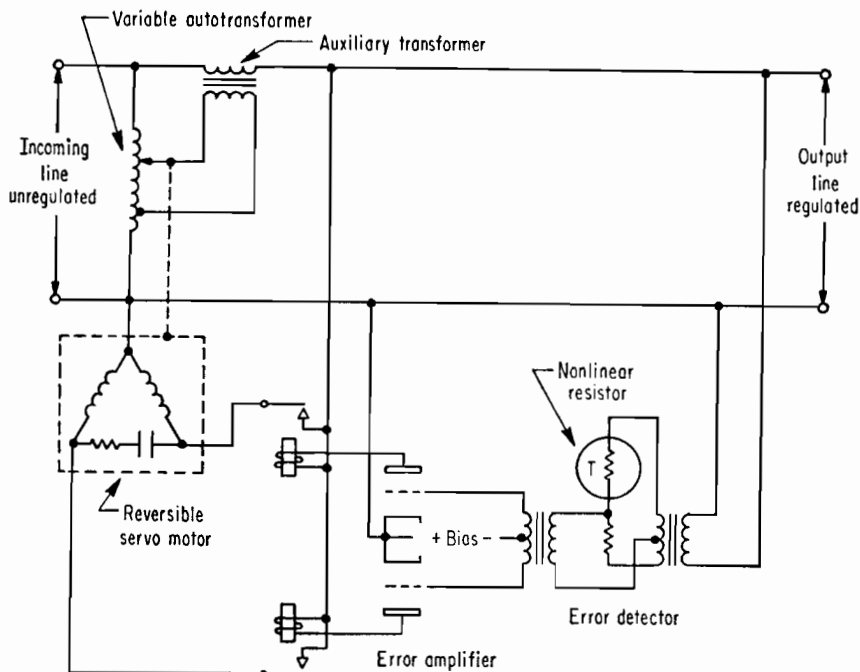 Variable autotransformer
Auxiliary transformer
Incoming
line
unregulated
Output
line
regulated
Nonlinear
resistor
T
+ Bias -
Reversible
servo motor
Error detector
Error amplifier